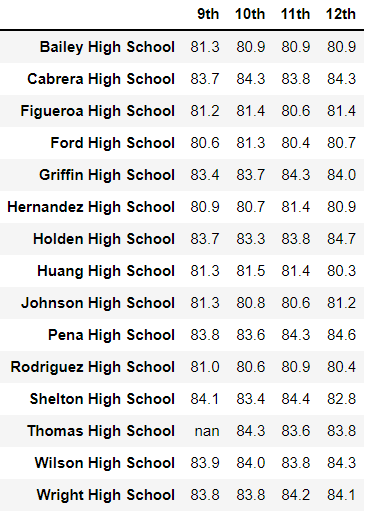 9th 10th 11th 12th
Bailey High School 81.3 80.9 80.9 80.9
Cabrera High School 83.7 84.3 83.8 84.3
Figueroa High School 81.2 81.4 80.6 81.4
Ford High School 80.6 81.3 80.4 80.7
Griffin High School 83.4 83.7 84.3 84.0
Hernandez High School 80.9 80.7 81.4 80.9
Holden High School 83.7 83.3 83.8 84.7
Huang High School 81.3 81.5 81.4 80.3
Johnson High School 81.3 80.8 80.6 81.2
Pena High School 83.8 83.6 84.3 84.6
Rodriguez High School 81.0 80.6 80.9 80.4
Shelton High School 84.1 83.4 84.4 82.8
Thomas High School nan 84.3 83.6 83.8
Wilson High School 83.9 84.0 83.8 84.3
Wright High School 83.8 83.8 84.2 84.1